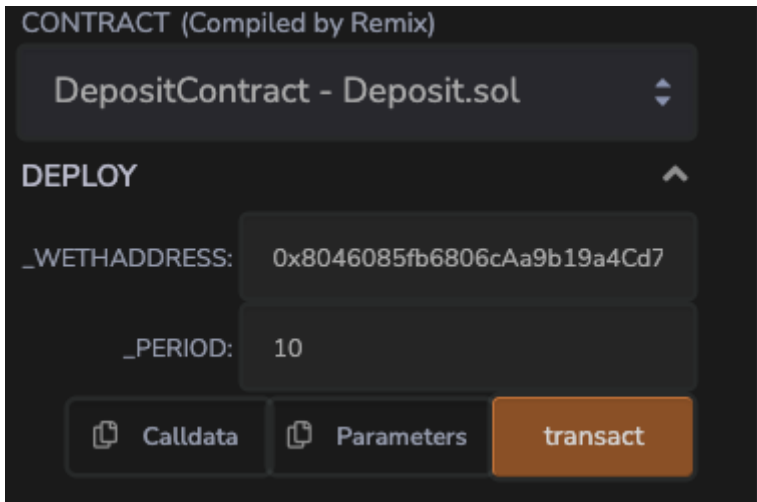 CONTRACT (Compiled by Remix)
DepositContract - Deposit.sol
DEPLOY
_WETHADDRESS: 0x8046085fb6806cAa9b19a4Cd7
_PERIOD: 10
Calldata Parameters transact